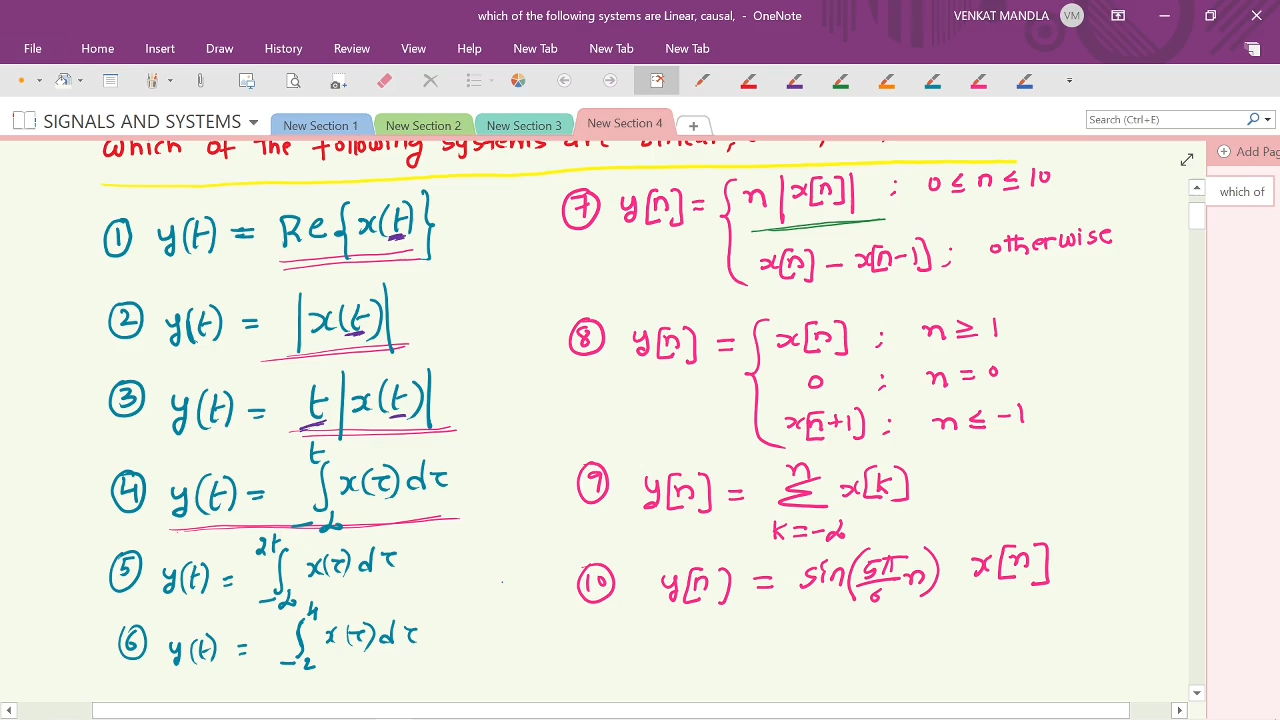 which of the following systems are Linear, causal, - OneNote
VENKAT MANDLA VM
File Home Insert Draw History Review View Help New Tab New Tab New Tab
SIGNALS AND SYSTEMS
New Section 1 New Section 2 New Section 3 New Section 4
Search (Ctrl+E)
Add Pag
which of
which of the following systems are Linear,
① y(t) = Re{x(t)}
② y(t) = |x(t)|
③ y(t) = t|x(t)|
④ y(t) = ∫_{-∞}^{t} x(τ) dτ
⑤ y(t) = ∫_{-∞}^{2t} x(τ) dτ
⑥ y(t) = ∫_{-2}^{4} x(τ) dτ
⑦ y[n] = { n|x[n]| ; 0 ≤ n ≤ 10
x[n] - x[n-1] ; otherwise
⑧ y[n] = { x[n] ; n ≥ 1
0 ; n = 0
x[n+1] ; n ≤ -1
⑨ y[n] = Σ_{k=-∞}^{n} x[k]
⑩ y[n] = sin(5π/6 n) x[n]